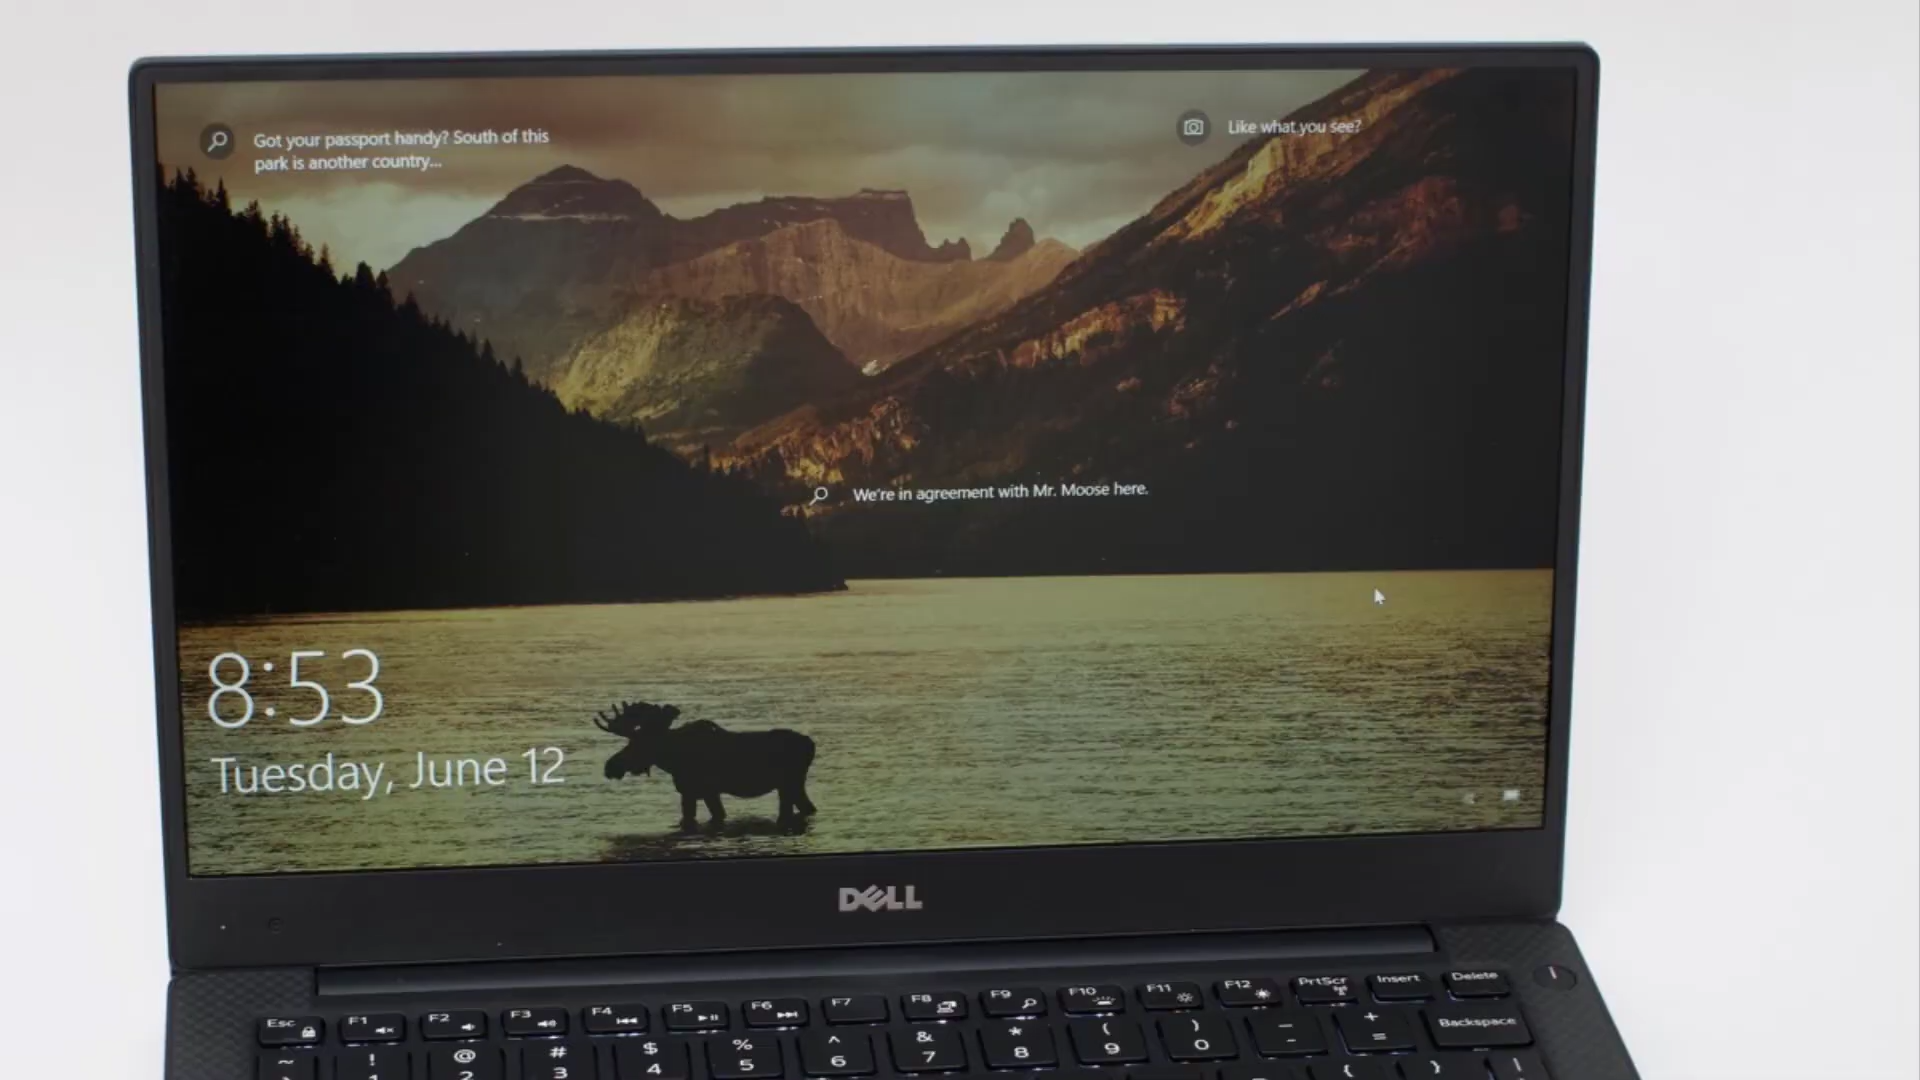 Got your passport handy? South of this
park is another country...
Like what you see?
We're in agreement with Mr. Moose here.
8:53
Tuesday, June 12
DELL
Esc F1 F2 F3 F4 F5 F6 F7 F8 F9 F10 F11 F12 PrtScr Insert Delete
~ ! @ # $ % ^ & * ( ) _ + Backspace
1 2 3 4 5 6 7 8 9 0 - =
{ } |